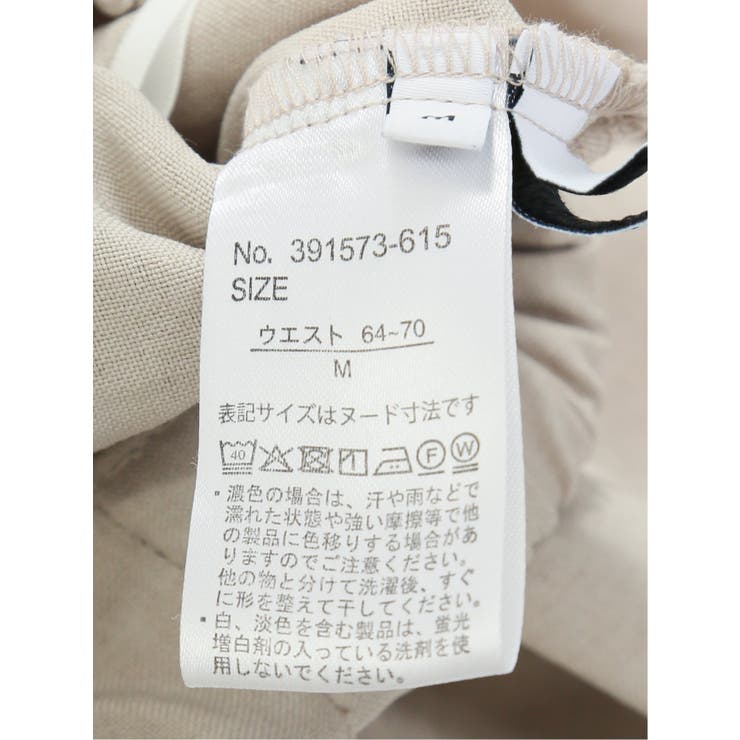 M
No. 391573-615
SIZE
ウエスト 64~70
M
表記サイズはヌード寸法です
40 F W
・濃色の場合は、汗や雨などで
濡れた状態や強い摩擦等で他
の製品に色移りする場合があ
りますのでご注意ください。
他の物と分けて洗濯後、すぐ
に形を整えて干してください。
・白、淡色を含む製品は、蛍光
増白剤の入っている洗剤を使
用しないでください。